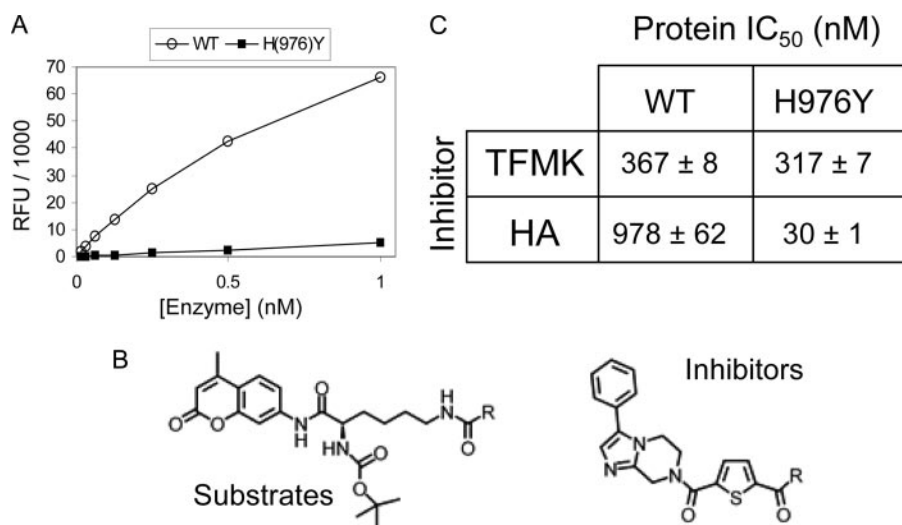 A
WT H(976)Y
70
60
50
40
30
20
10
0
RFU / 1000
0 0.5 1
[Enzyme] (nM)
C
Protein IC50 (nM)
WT H976Y
Inhibitor
TFMK 367 ± 8 317 ± 7
HA 978 ± 62 30 ± 1
B
O O N H O N H O O H N O R
Substrates
Inhibitors
N N N O S O R